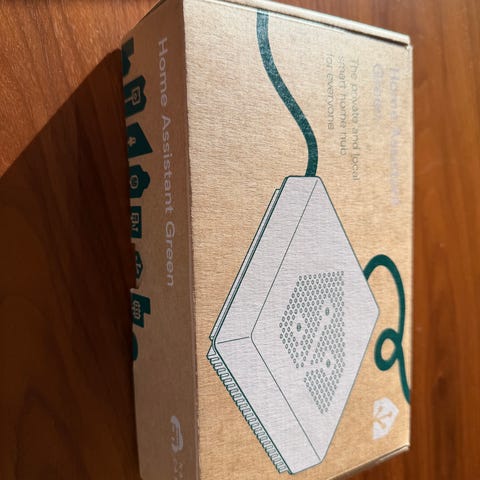 Home Assistant
Green
The private and local
smart home hub
for everyone
Home Assistant Green